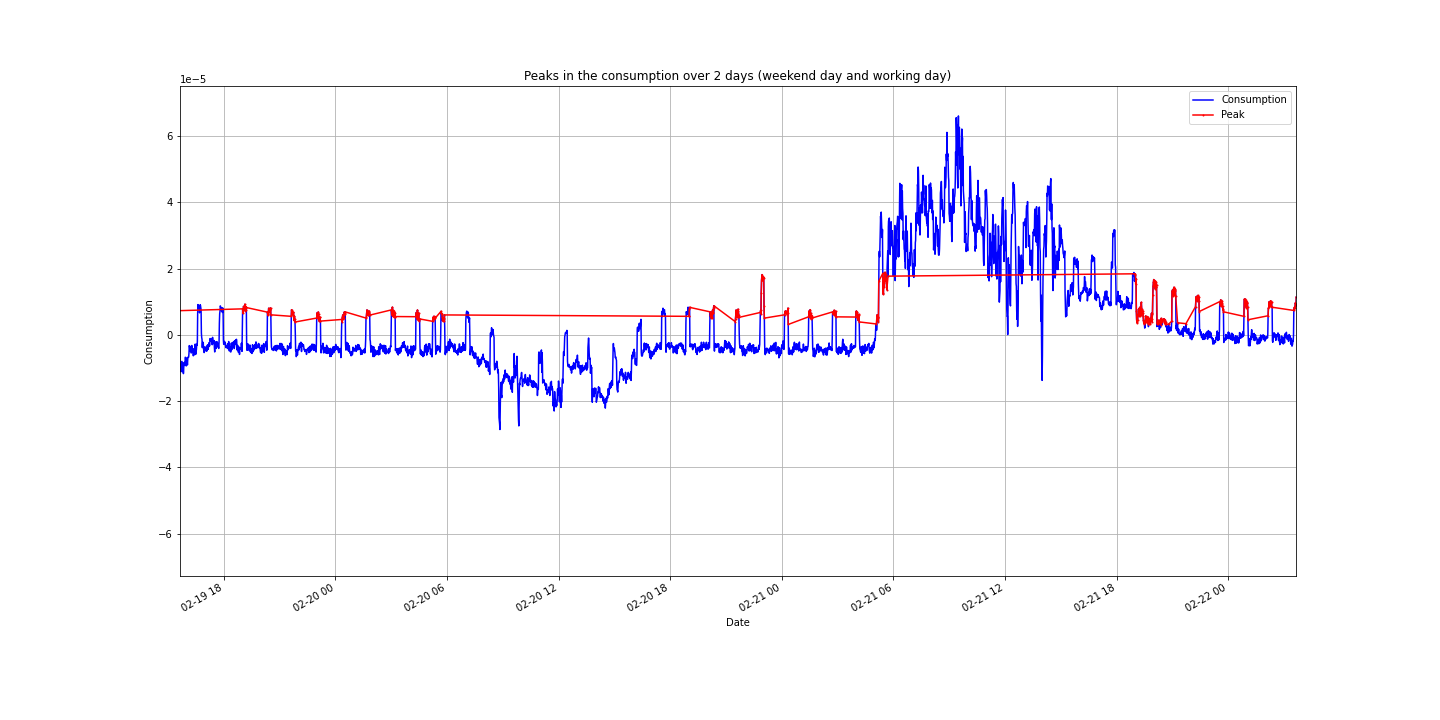 Peaks in the consumption over 2 days (weekend day and working day)
1e−5
Consumption
Peak
6
4
2
0
−2
−4
−6
Consumption
02-19 18
02-20 00
02-20 06
02-20 12
02-20 18
02-21 00
02-21 06
02-21 12
02-21 18
02-22 00
Date